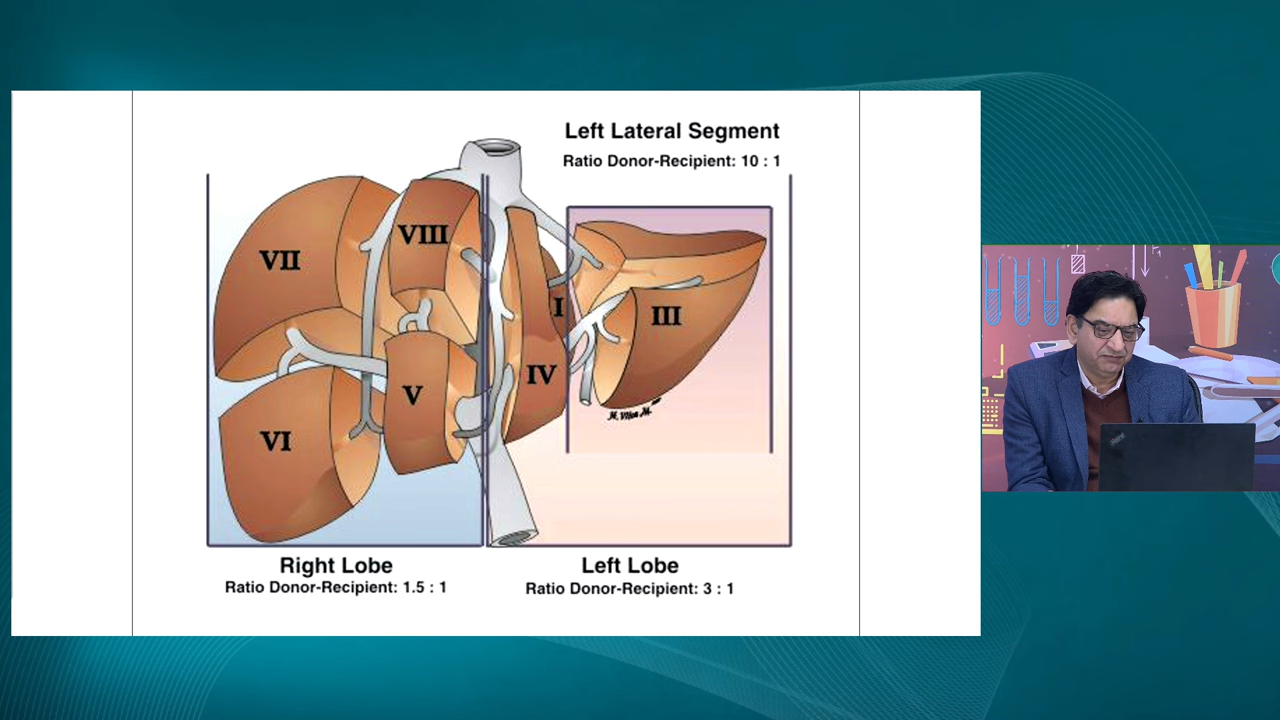 Left Lateral Segment
Ratio Donor-Recipient: 10 : 1
VII
VIII
I
III
IV
V
VI
Right Lobe
Ratio Donor-Recipient: 1.5 : 1
Left Lobe
Ratio Donor-Recipient: 3 : 1